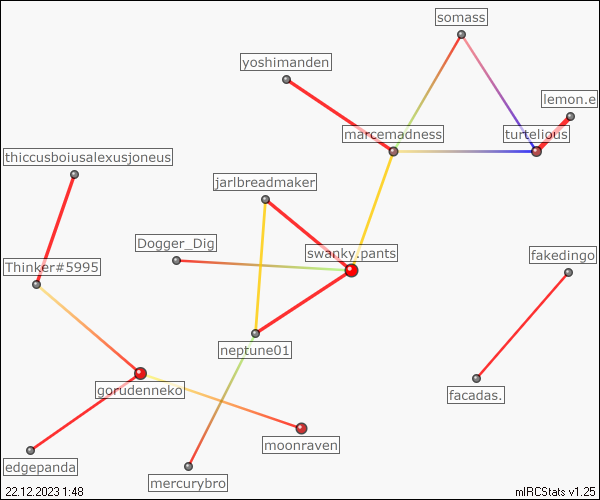 somass
yoshimanden
lemon.e
marcemadness
turtelious
thiccusboiusalexusjoneus
jarlbreadmaker
Dogger_Dig
swanky.pants
fakedingo
Thinker#5995
neptune01
gorudenneko
facadas.
moonraven
edgepanda
mercurybro
22.12.2023 1:48
mIRCStats v1.25